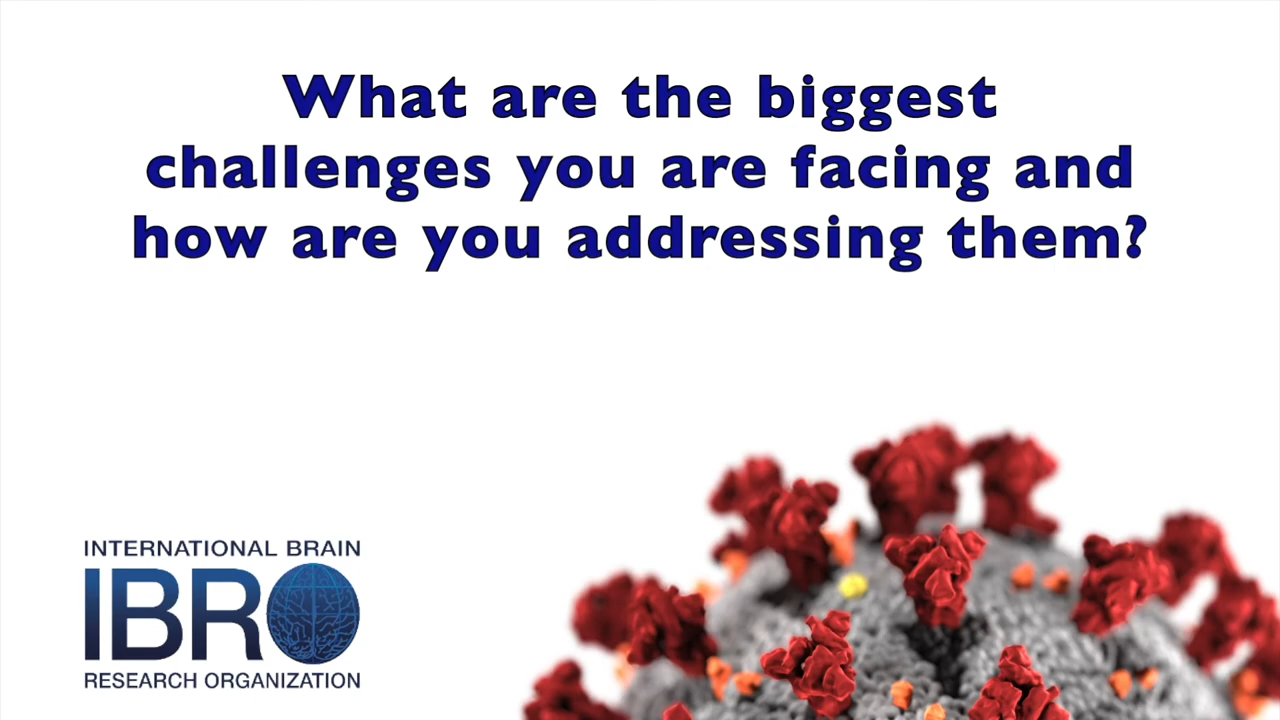 What are the biggest
challenges you are facing and
how are you addressing them?
INTERNATIONAL BRAIN
IBRO
RESEARCH ORGANIZATION